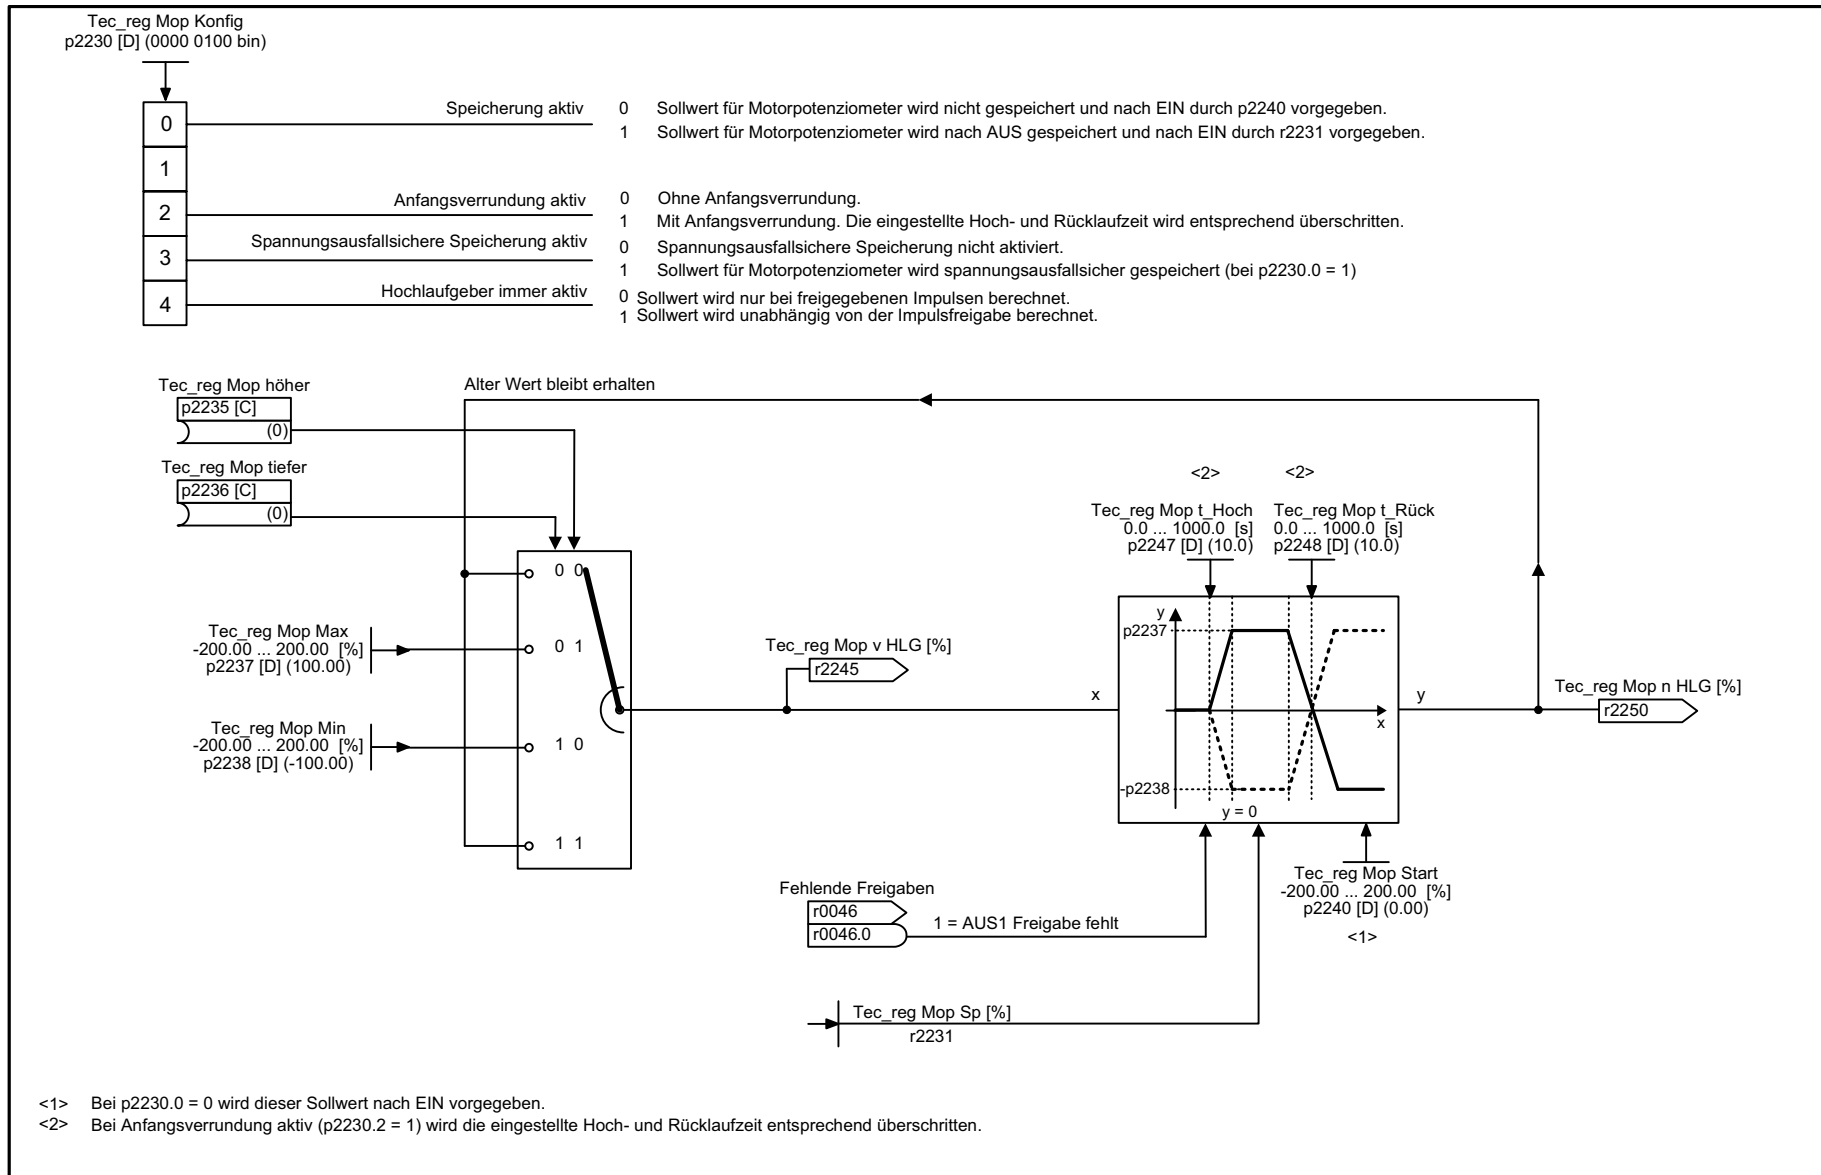 Tec_reg Mop Konfig
p2230 [D] (0000 0100 bin)
0
Speicherung aktiv
0 Sollwert für Motorpotenziometer wird nicht gespeichert und nach EIN durch p2240 vorgegeben.
1 Sollwert für Motorpotenziometer wird nach AUS gespeichert und nach EIN durch r2231 vorgegeben.
1
2
Anfangsverrundung aktiv
0 Ohne Anfangsverrundung.
1 Mit Anfangsverrundung. Die eingestellte Hoch- und Rücklaufzeit wird entsprechend überschritten.
3
Spannungsausfallsichere Speicherung aktiv
0 Spannungsausfallsichere Speicherung nicht aktiviert.
1 Sollwert für Motorpotenziometer wird spannungsausfallsicher gespeichert (bei p2230.0 = 1)
4
Hochlaufgeber immer aktiv
0 Sollwert wird nur bei freigegebenen Impulsen berechnet.
1 Sollwert wird unabhängig von der Impulsfreigabe berechnet.
Tec_reg Mop höher
p2235 [C]
(0)
Alter Wert bleibt erhalten
Tec_reg Mop tiefer
p2236 [C]
(0)
0 0
0 1
1 0
1 1
Tec_reg Mop Max
-200.00 ... 200.00 [%]
p2237 [D] (100.00)
Tec_reg Mop Min
-200.00 ... 200.00 [%]
p2238 [D] (-100.00)
Tec_reg Mop v HLG [%]
r2245
<2>
<2>
Tec_reg Mop t_Hoch
0.0 ... 1000.0 [s]
p2247 [D] (10.0)
Tec_reg Mop t_Rück
0.0 ... 1000.0 [s]
p2248 [D] (10.0)
x
y
p2237
x
-p2238
y = 0
y
Tec_reg Mop n HLG [%]
r2250
Fehlende Freigaben
r0046
r0046.0
1 = AUS1 Freigabe fehlt
Tec_reg Mop Start
-200.00 ... 200.00 [%]
p2240 [D] (0.00)
<1>
Tec_reg Mop Sp [%]
r2231
<1> Bei p2230.0 = 0 wird dieser Sollwert nach EIN vorgegeben.
<2> Bei Anfangsverrundung aktiv (p2230.2 = 1) wird die eingestellte Hoch- und Rücklaufzeit entsprechend überschritten.